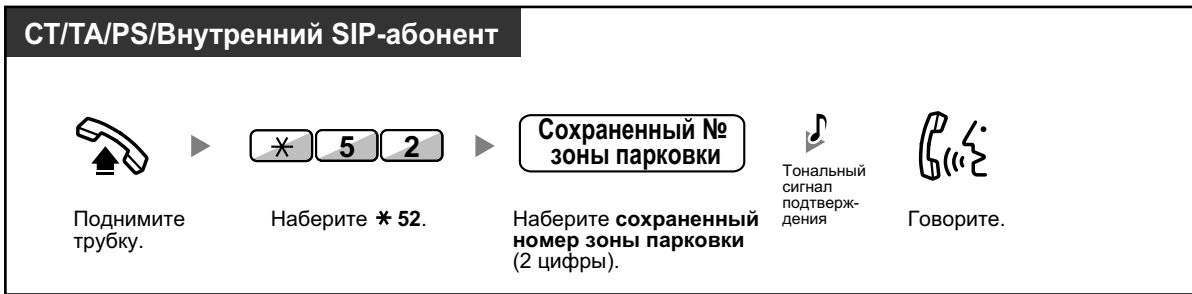 СТ/ТА/PS/Внутренний SIP-абонент
✳ 5 2
Сохраненный №
зоны парковки
Тональный
сигнал
подтверж-
дения
Поднимите
трубку.
Наберите ✳ 52.
Наберите сохраненный
номер зоны парковки
(2 цифры).
Говорите.